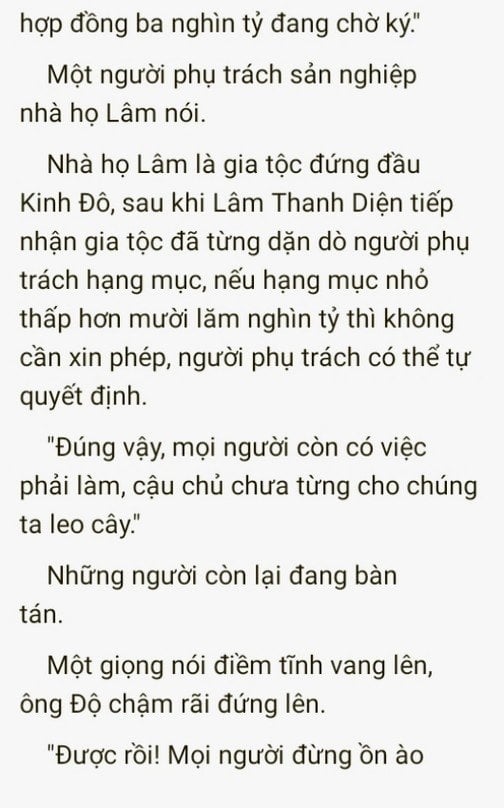 hợp đồng ba nghìn tỷ đang chờ ký."
Một người phụ trách sản nghiệp
nhà họ Lâm nói.
Nhà họ Lâm là gia tộc đứng đầu
Kinh Đô, sau khi Lâm Thanh Diện tiếp
nhận gia tộc đã từng dặn dò người phụ
trách hạng mục, nếu hạng mục nhỏ
thấp hơn mười lăm nghìn tỷ thì không
cần xin phép, người phụ trách có thể tự
quyết định.
"Đúng vậy, mọi người còn có việc
phải làm, cậu chủ chưa từng cho chúng
ta leo cây."
Những người còn lại đang bàn
tán.
Một giọng nói điềm tĩnh vang lên,
ông Độ chậm rãi đứng lên.
"Được rồi! Mọi người đừng ồn ào